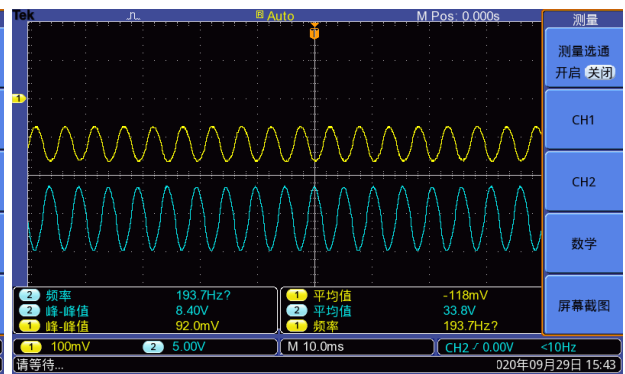 Tek Auto M Pos: 0.000s 测量
测量选通
开启 关闭
CH1
CH2
数学
屏幕截图
1
2 频率 193.7Hz? 1 平均值 -118mV
2 峰-峰值 8.40V 2 平均值 33.8V
1 峰-峰值 92.0mV 1 频率 193.7Hz?
1 100mV 2 5.00V M 10.0ms CH2 0.00V <10Hz
请等待... 020年09月29日 15:43